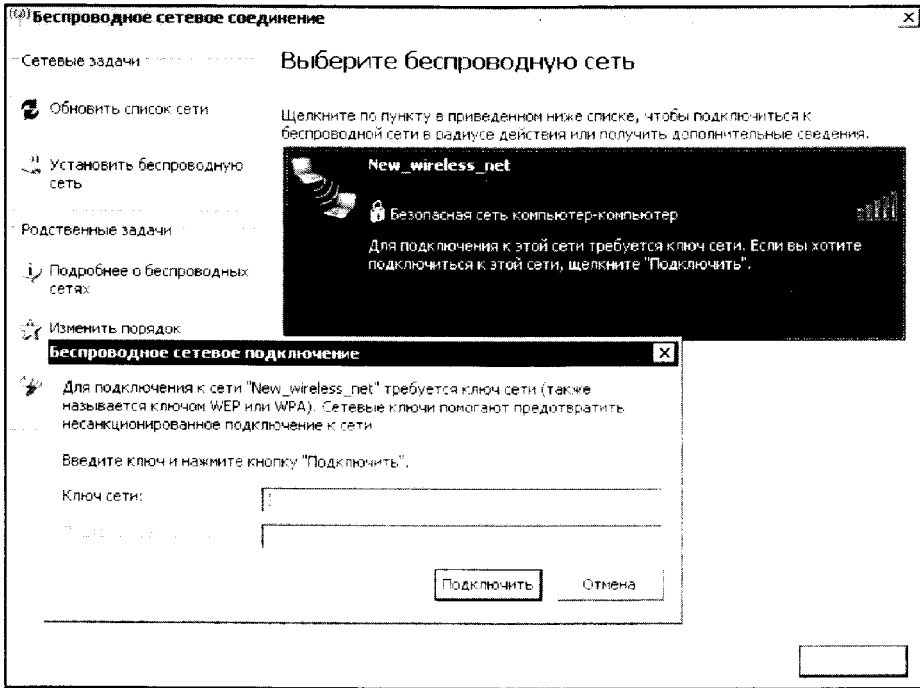 Беспроводное сетевое соединение
Сетевые задачи
Обновить список сети
Установить беспроводную
сеть
Родственные задачи
Подробнее о беспроводных
сетях
Изменить порядок
Выберите беспроводную сеть
Щелкните по пункту в приведенном ниже списке, чтобы подключиться к
беспроводной сети в радиусе действия или получить дополнительные сведения.
New_wireless_net
Безопасная сеть компьютер-компьютер
Для подключения к этой сети требуется ключ сети. Если вы хотите
подключиться к этой сети, щелкните "Подключить".
Беспроводное сетевое подключение
Для подключения к сети "New_wireless_net" требуется ключ сети (также
называется ключом WEP или WPA). Сетевые ключи помогают предотвратить
несанкционированное подключение к сети
Введите ключ и нажмите кнопку "Подключить".
Ключ сети:
Подключить
Отмена